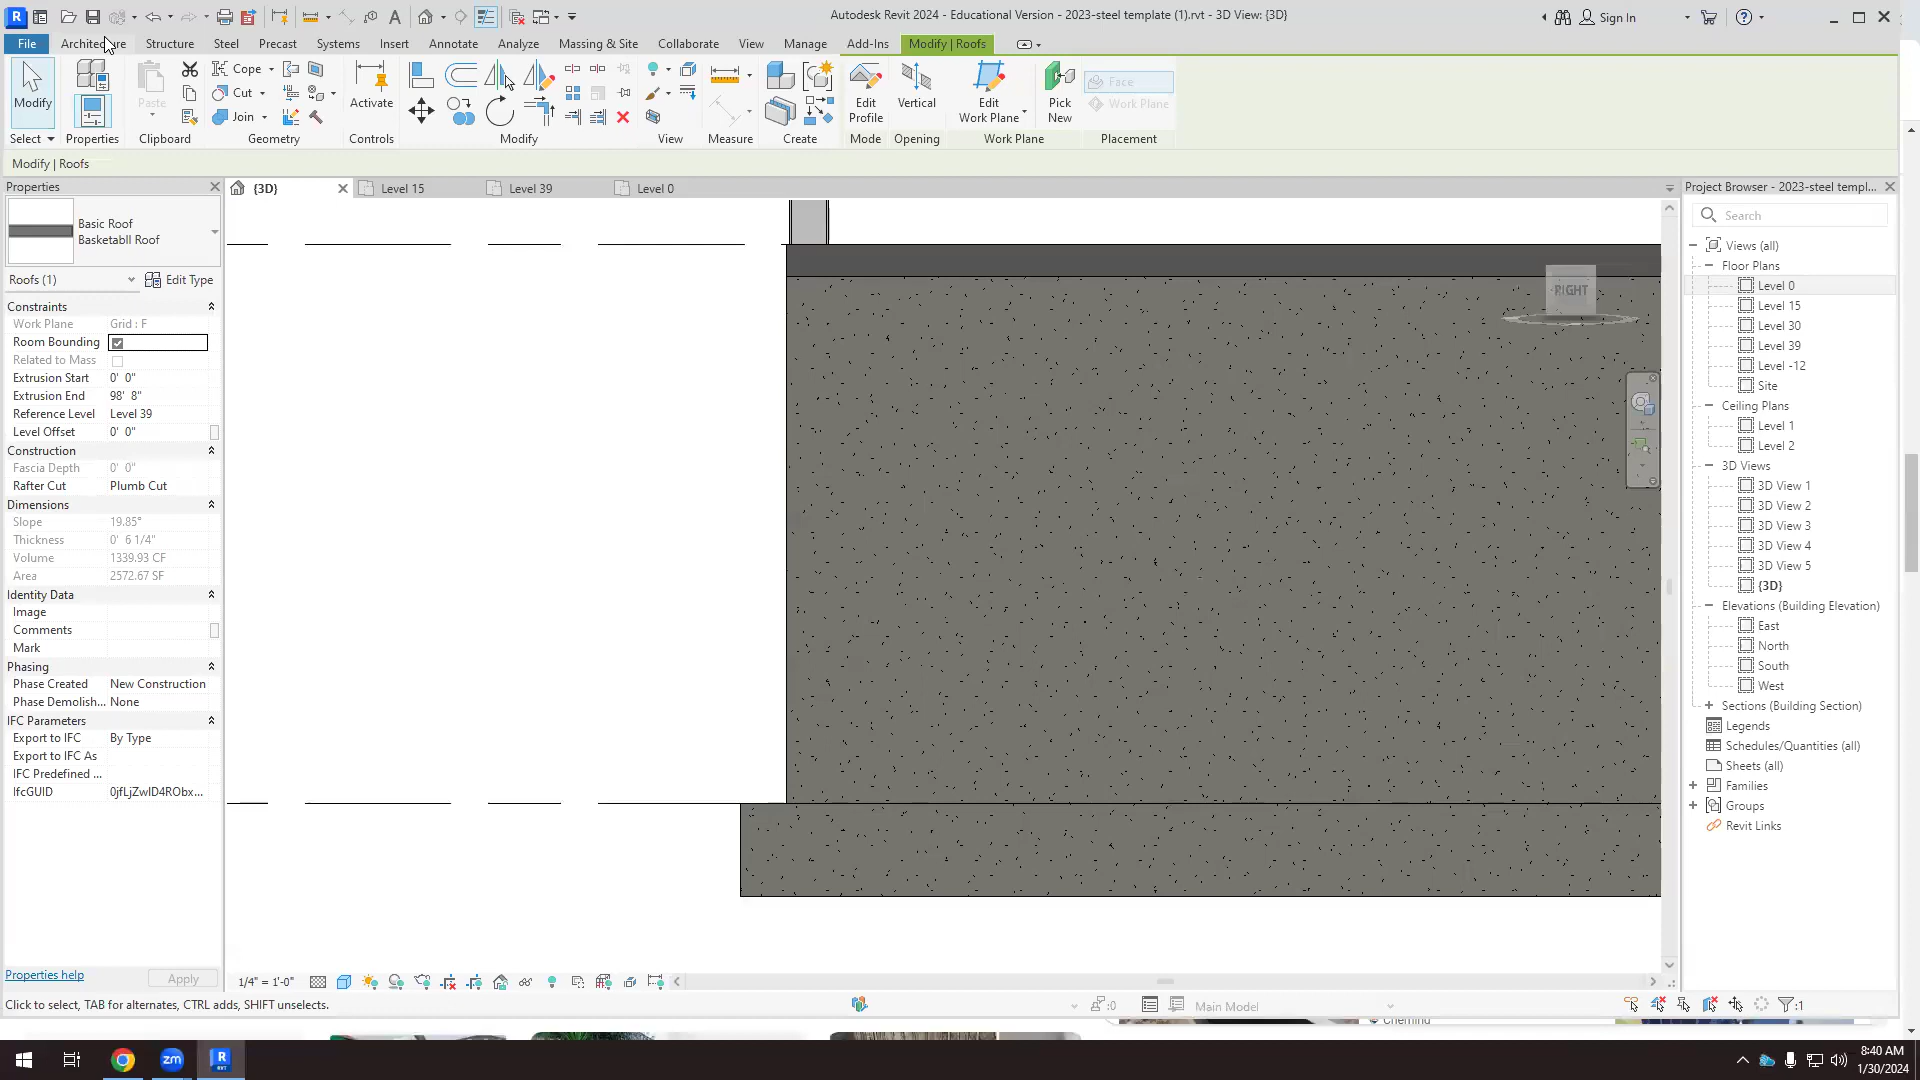 Autodesk Revit 2024 - Educational Version - 2023-steel template (1).rvt - 3D View: {3D}
Sign In
File Architecture Structure Steel Precast Systems Insert Annotate Analyze Massing & Site Collaborate View Manage Add-Ins Modify | Roofs
Modify
Select
Properties
Paste
Clipboard
Cope
Cut
Join
Geometry
Activate
Controls
Modify
View
Measure
Create
Edit
Profile
Mode
Vertical
Opening
Edit
Work Plane
Work Plane
Pick
New
Face
Work Plane
Placement
Modify | Roofs
Properties
{3D} Level 15 Level 39 Level 0
Project Browser - 2023-steel templ...
Basic Roof
Basketabll Roof
Roofs (1) Edit Type
Constraints
Work Plane Grid : F
Room Bounding
Related to Mass
Extrusion Start 0' 0"
Extrusion End 98' 8"
Reference Level Level 39
Level Offset 0' 0"
Construction
Fascia Depth 0' 0"
Rafter Cut Plumb Cut
Dimensions
Slope 19.85°
Thickness 0' 6 1/4"
Volume 1339.93 CF
Area 2572.67 SF
Identity Data
Image
Comments
Mark
Phasing
Phase Created New Construction
Phase Demolish... None
IFC Parameters
Export to IFC By Type
Export to IFC As
IFC Predefined ...
IfcGUID 0jfLjZwlD4RObx...
Properties help Apply
RIGHT
Search
Views (all)
Floor Plans
Level 0
Level 15
Level 30
Level 39
Level -12
Site
Ceiling Plans
Level 1
Level 2
3D Views
3D View 1
3D View 2
3D View 3
3D View 4
3D View 5
{3D}
Elevations (Building Elevation)
East
North
South
West
Sections (Building Section)
Legends
Schedules/Quantities (all)
Sheets (all)
Families
Groups
Revit Links
1/4" = 1'-0"
Click to select, TAB for alternates, CTRL adds, SHIFT unselects.
:0 Main Model :1
zm
R
RVT
8:40 AM
1/30/2024